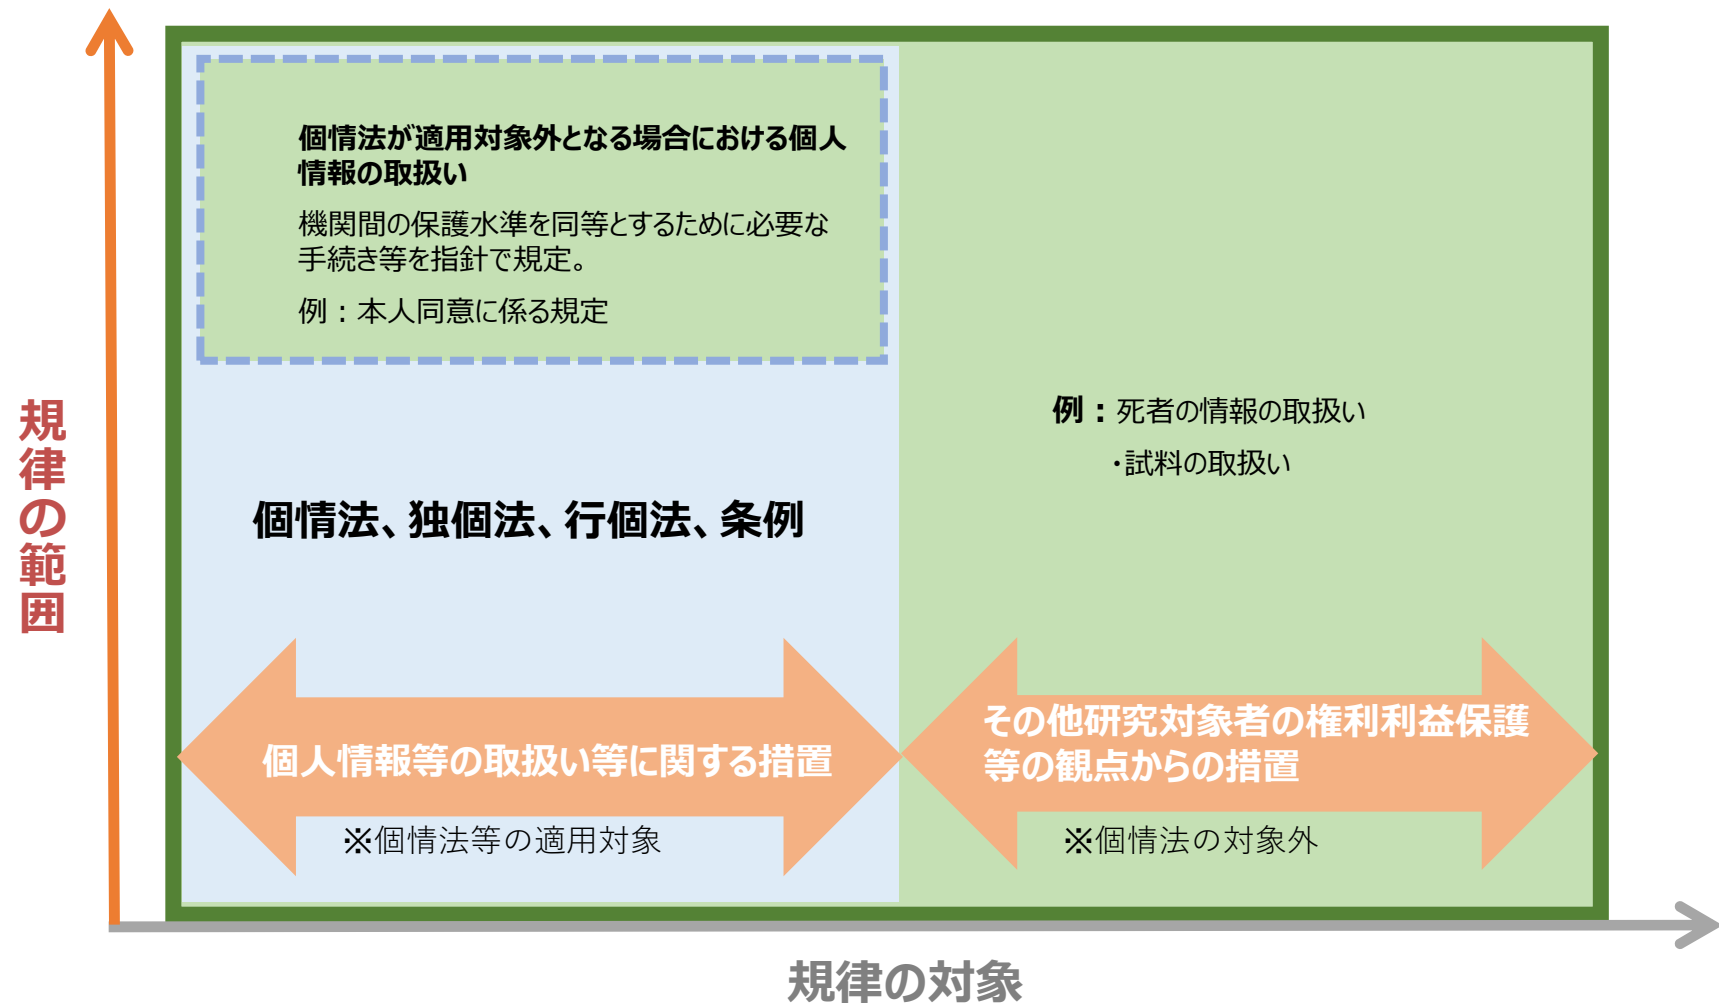 個情法が適用対象外となる場合における個人
情報の取扱い
機関間の保護水準を同等とするために必要な
手続き等を指針で規定。
例：本人同意に係る規定
規律の範囲
例：死者の情報の取扱い
・試料の取扱い
個情法、独個法、行個法、条例
その他研究対象者の権利利益保護
等の観点からの措置
個人情報等の取扱い等に関する措置
※個情法等の適用対象
※個情法の対象外
規律の対象